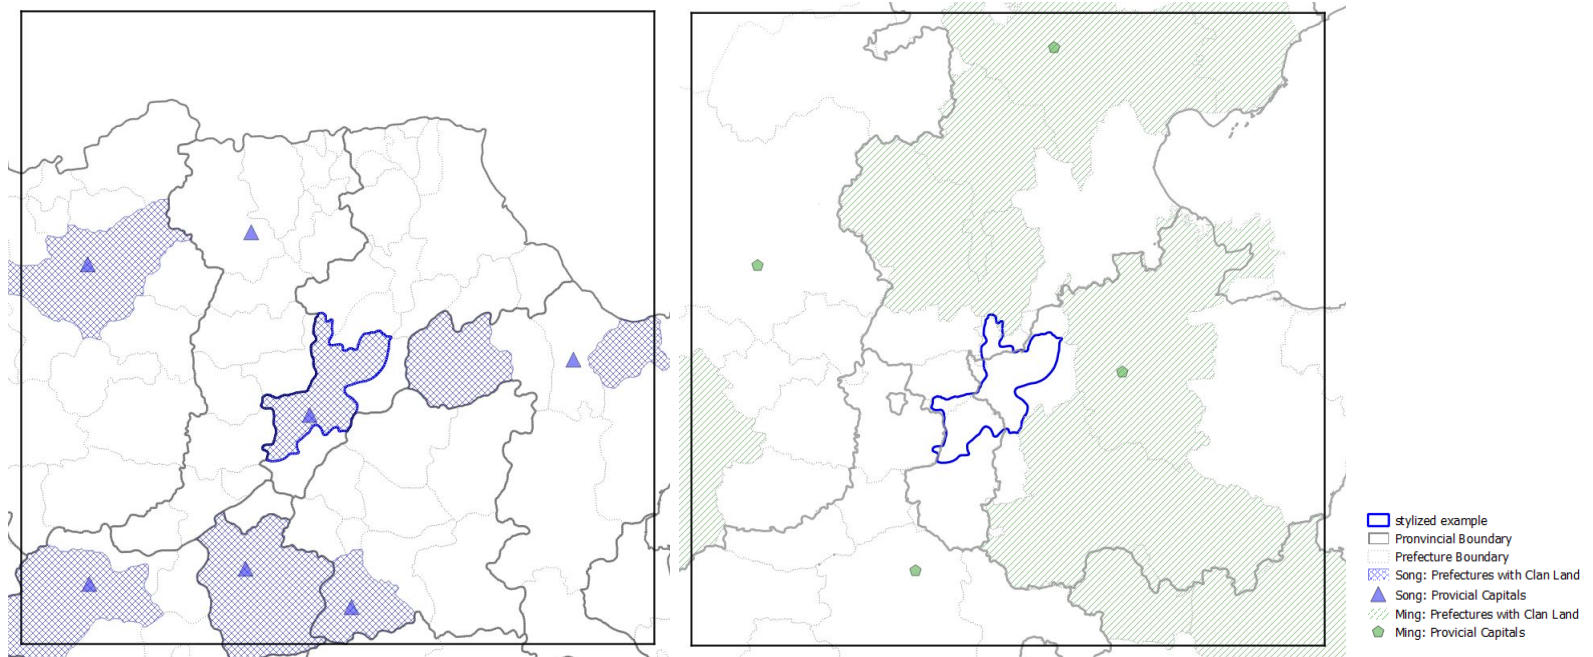 stylized example
Pronvincial Boundary
Prefecture Boundary
Song: Prefectures with Clan Land
Song: Provicial Capitals
Ming: Prefectures with Clan Land
Ming: Provicial Capitals